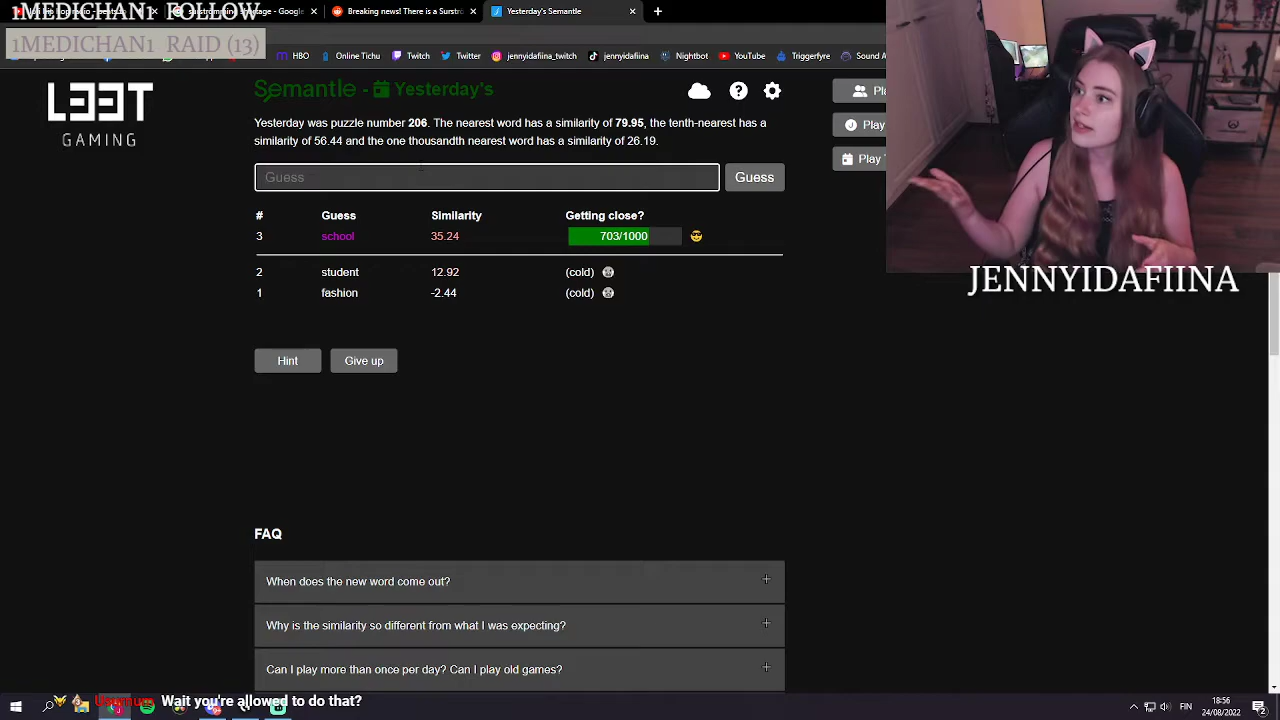 1MEDICHAN1 FOLLOW
1MEDICHAN1 RAID (13)
Breaking news! There is a Surpri
Yesterday's Semantle
HBO
Online Tichu
Twitch
Twitter
jennydafiina_twitch
jennyidafiina
Nightbot
YouTube
Triggerfyre
Sound A
L33T
GAMING
Semantle - Yesterday's
Pla
Play
Play
Yesterday was puzzle number 206. The nearest word has a similarity of 79.95, the tenth-nearest has a
similarity of 56.44 and the one thousandth nearest word has a similarity of 26.19.
Guess
Guess
# Guess Similarity Getting close?
3 school 35.24 703/1000
2 student 12.92 (cold)
1 fashion -2.44 (cold)
Hint
Give up
JENNYIDAFIINA
FAQ
When does the new word come out? +
Why is the similarity so different from what I was expecting? +
Can I play more than once per day? Can I play old games? +
Wait you're allowed to do that?
FIN
18:56
24/08/2022